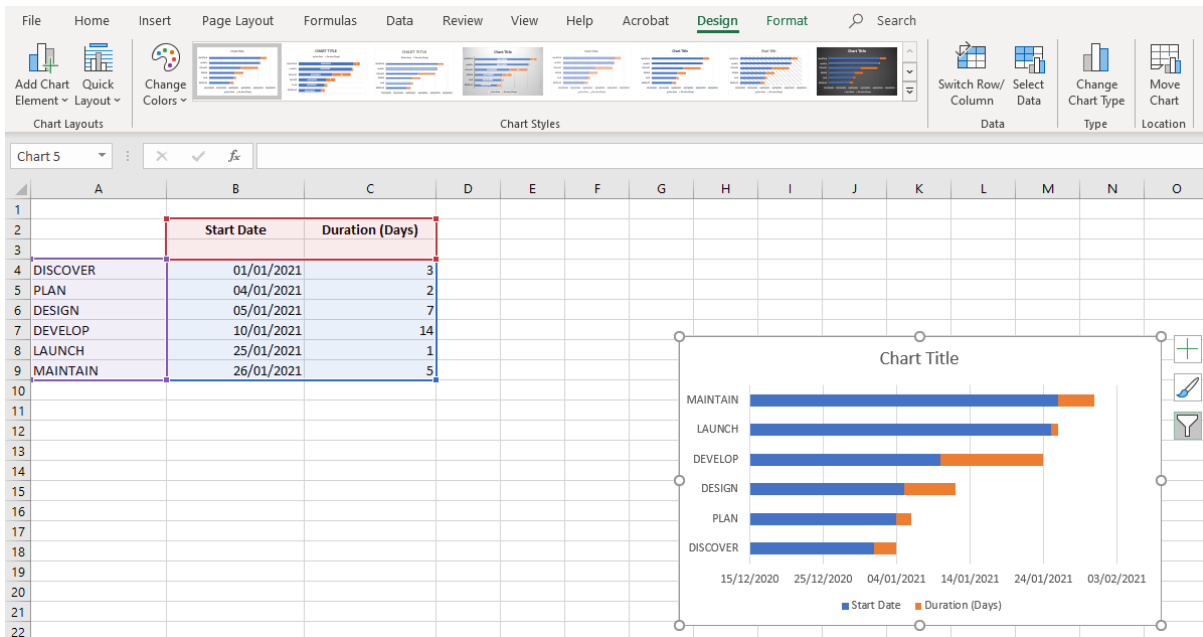 File Home Insert Page Layout Formulas Data Review View Help Acrobat Design Format Search
Add Chart Element Quick Layout Change Colors Switch Row/ Column Select Data Change Chart Type Move Chart
Chart Layouts Chart Styles Data Type Location
Chart 5 fx
A B C D E F G H I J K L M N O
1
2 Start Date Duration (Days)
3
4 DISCOVER 01/01/2021 3
5 PLAN 04/01/2021 2
6 DESIGN 05/01/2021 7
7 DEVELOP 10/01/2021 14
8 LAUNCH 25/01/2021 1
9 MAINTAIN 26/01/2021 5
10
11
12
13
14
15
16
17
18
19
20
21
22
Chart Title
MAINTAIN
LAUNCH
DEVELOP
DESIGN
PLAN
DISCOVER
15/12/2020 25/12/2020 04/01/2021 14/01/2021 24/01/2021 03/02/2021
Start Date Duration (Days)